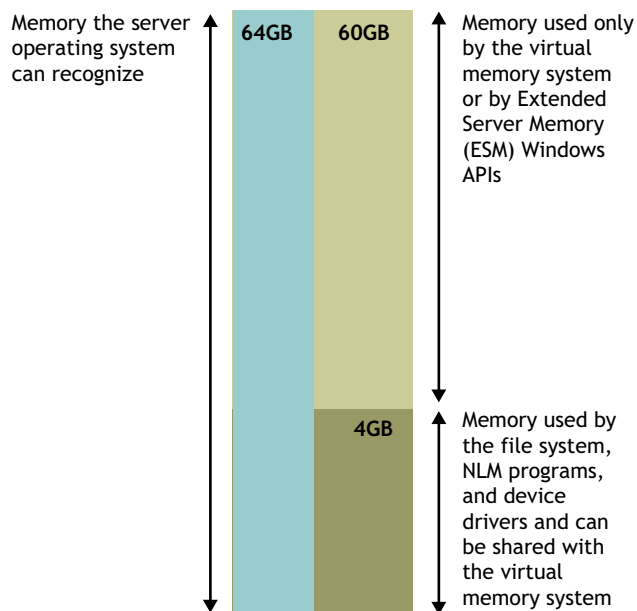 Memory the server
operating system
can recognize
64GB
60GB
Memory used only
by the virtual
memory system
or by Extended
Server Memory
(ESM) Windows
APIs
4GB
Memory used by
the file system,
NLM programs,
and device
drivers and can
be shared with
the virtual
memory system